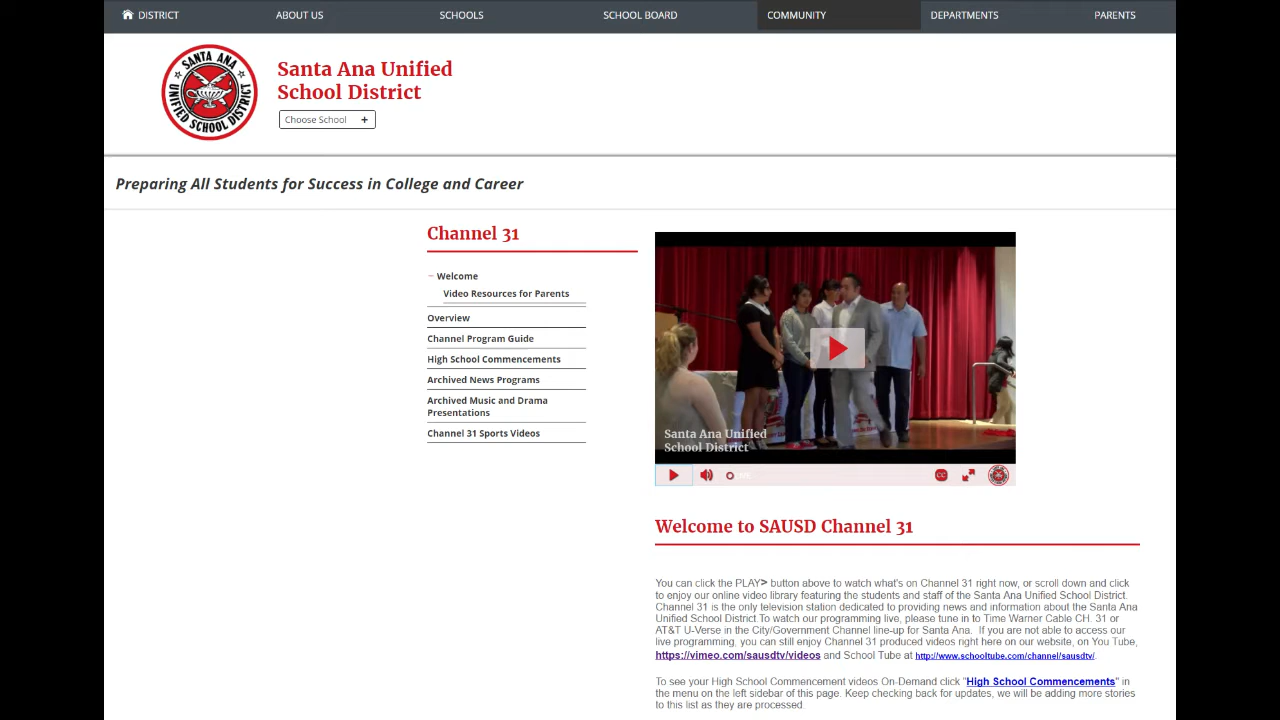 DISTRICT ABOUT US SCHOOLS SCHOOL BOARD COMMUNITY DEPARTMENTS PARENTS
SANTA ANA
UNIFIED SCHOOL DISTRICT
Santa Ana Unified
School District
Choose School +
Preparing All Students for Success in College and Career
Channel 31
Welcome
Video Resources for Parents
Overview
Channel Program Guide
High School Commencements
Archived News Programs
Archived Music and Drama
Presentations
Channel 31 Sports Videos
Santa Ana Unified
School District
CC
Welcome to SAUSD Channel 31
You can click the PLAY> button above to watch what's on Channel 31 right now, or scroll down and click
to enjoy our online video library featuring the students and staff of the Santa Ana Unified School District.
Channel 31 is the only television station dedicated to providing news and information about the Santa Ana
Unified School District.To watch our programming live, please tune in to Time Warner Cable CH. 31 or
AT&T U-Verse in the City/Government Channel line-up for Santa Ana. If you are not able to access our
live programming, you can still enjoy Channel 31 produced videos right here on our website, on You Tube,
https://vimeo.com/sausdtv/videos and School Tube at http://www.schooltube.com/channel/sausdtv/.
To see your High School Commencement videos On-Demand click "High School Commencements" in
the menu on the left sidebar of this page. Keep checking back for updates, we will be adding more stories
to this list as they are processed.